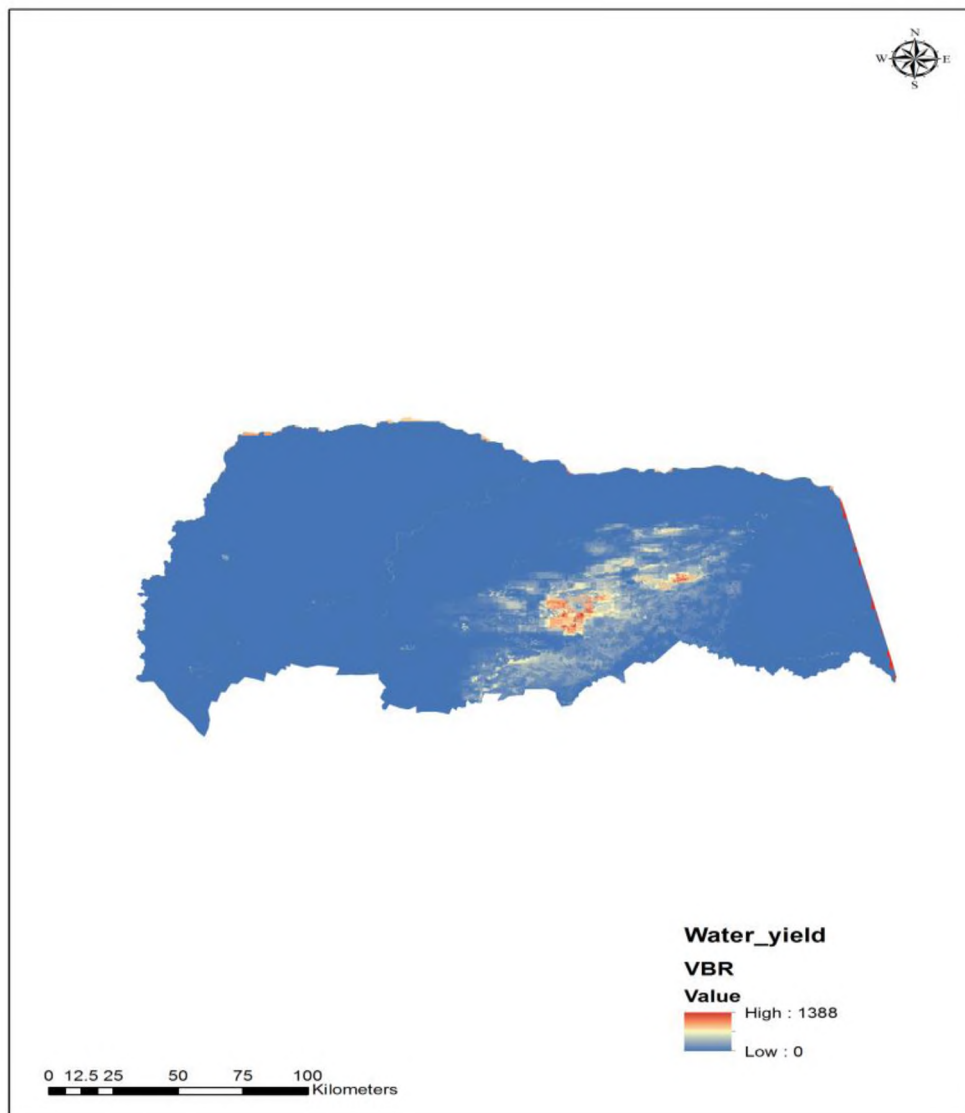 N
W E
S
Water_yield
VBR
Value
High : 1388
Low : 0
0 12.5 25 50 75 100
Kilometers